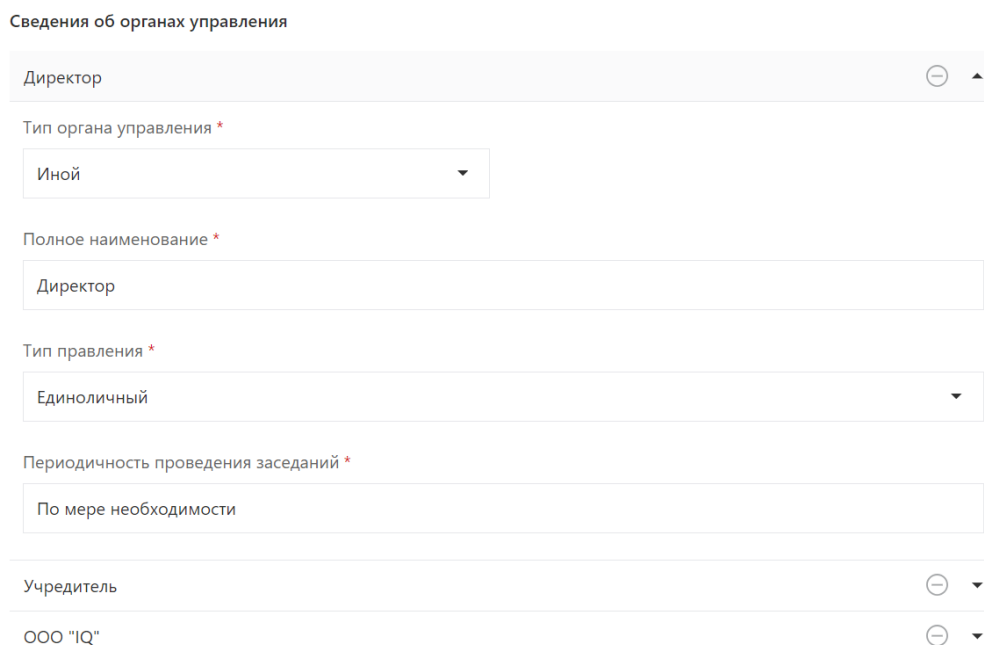 Сведения об органах управления
Директор
Тип органа управления *
Иной
Полное наименование *
Директор
Тип правления *
Единоличный
Периодичность проведения заседаний *
По мере необходимости
Учредитель
ООО "IQ"